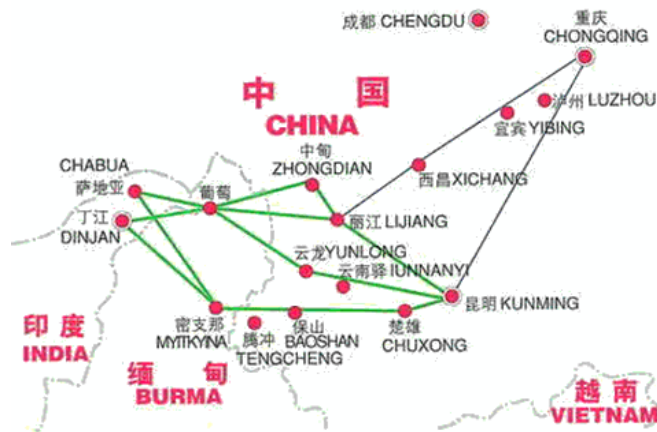 成都 CHENGDU
重庆
CHONGQING
中 国
CHINA
泸州 LUZHOU
宜宾 YIBING
中甸
ZHONGDIAN
西昌 XICHANG
CHABUA
萨地亚
葡萄
丁江
DINJAN
丽江 LIJIANG
云龙 YUNLONG
云南驿 IUNNANYI
昆明 KUNMING
印度
INDIA
密支那
MYITKYINA
腾冲
TENGCHENG
保山
BAOSHAN
楚雄
CHUXONG
缅甸
BURMA
越南
VIETNAM